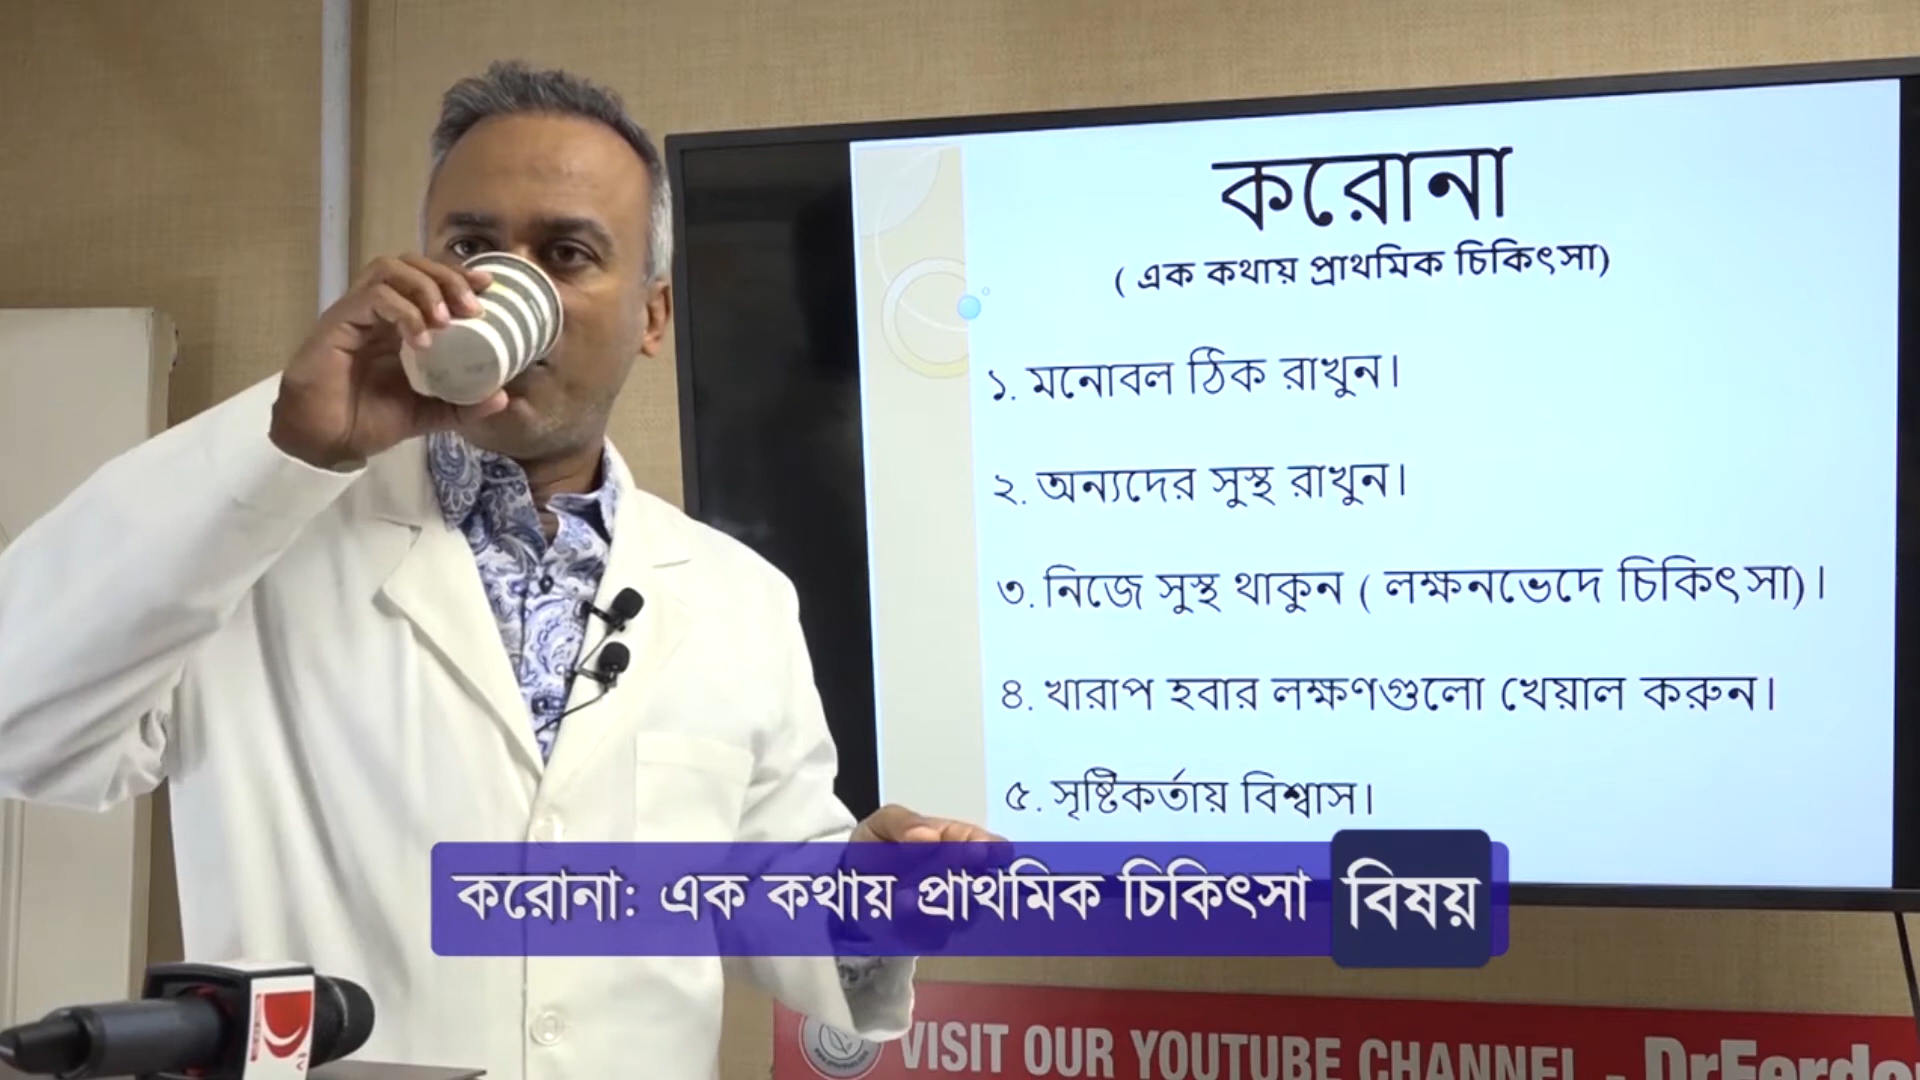 করোনা
( এক কথায় প্রাথমিক চিকিৎসা)
১. মনোবল ঠিক রাখুন।
২. অন্যদের সুস্থ রাখুন।
৩. নিজে সুস্থ থাকুন ( লক্ষনভেদে চিকিৎসা)।
৪. খারাপ হবার লক্ষণগুলো খেয়াল করুন।
৫. সৃষ্টিকর্তায় বিশ্বাস।
করোনা: এক কথায় প্রাথমিক চিকিৎসা বিষয়
VISIT OUR YOUTUBE CHANNEL -